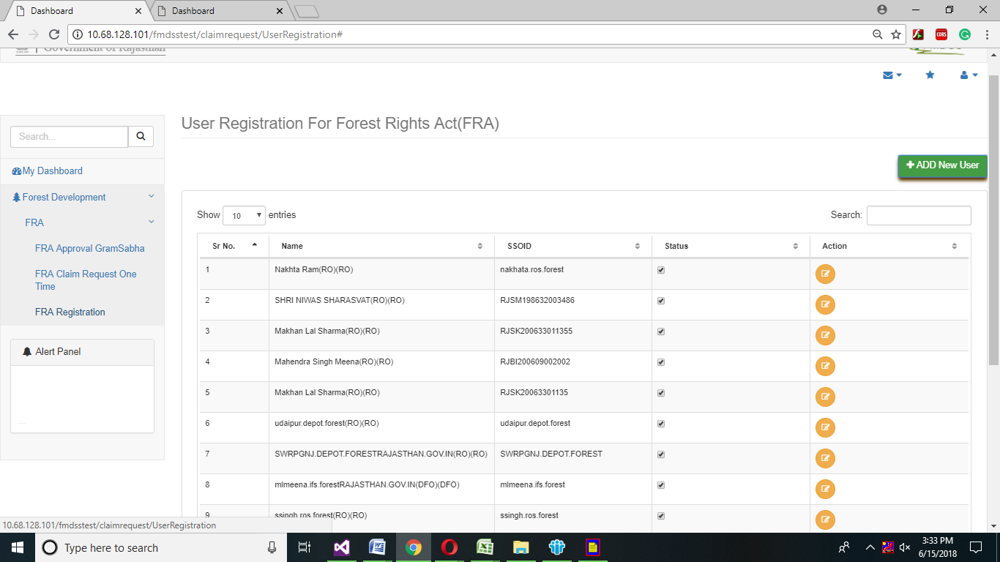 Dashboard
Dashboard
10.68.128.101/fmdsstest/claimrequest/UserRegistration#
CORS
Government of Rajasthan
User Registration For Forest Rights Act(FRA)
Search...
ADD New User
My Dashboard
Forest Development
FRA
FRA Approval GramSabha
FRA Claim Request One
Time
FRA Registration
Alert Panel
Show 10 entries
Search:
Sr No. Name SSOID Status Action
1 Nakhta Ram(RO)(RO) nakhata.ros.forest
2 SHRI NIWAS SHARASVAT(RO)(RO) RJSM198632003486
3 Makhan Lal Sharma(RO)(RO) RJSK200633011355
4 Mahendra Singh Meena(RO)(RO) RJBI200609002002
5 Makhan Lal Sharma(RO)(RO) RJSK20063301135
6 udaipur.depot.forest(RO)(RO) udaipur.depot.forest
7 SWRPGNJ.DEPOT.FORESTRAJASTHAN.GOV.IN(RO)(RO) SWRPGNJ.DEPOT.FOREST
8 mlmeena.ifs.forestRAJASTHAN.GOV.IN(DFO)(DFO) mlmeena.ifs.forest
9 ssingh.ros.forest(RO)(RO) ssingh.ros.forest
10.68.128.101/fmdsstest/claimrequest/UserRegistration
Type here to search
3:33 PM
6/15/2018